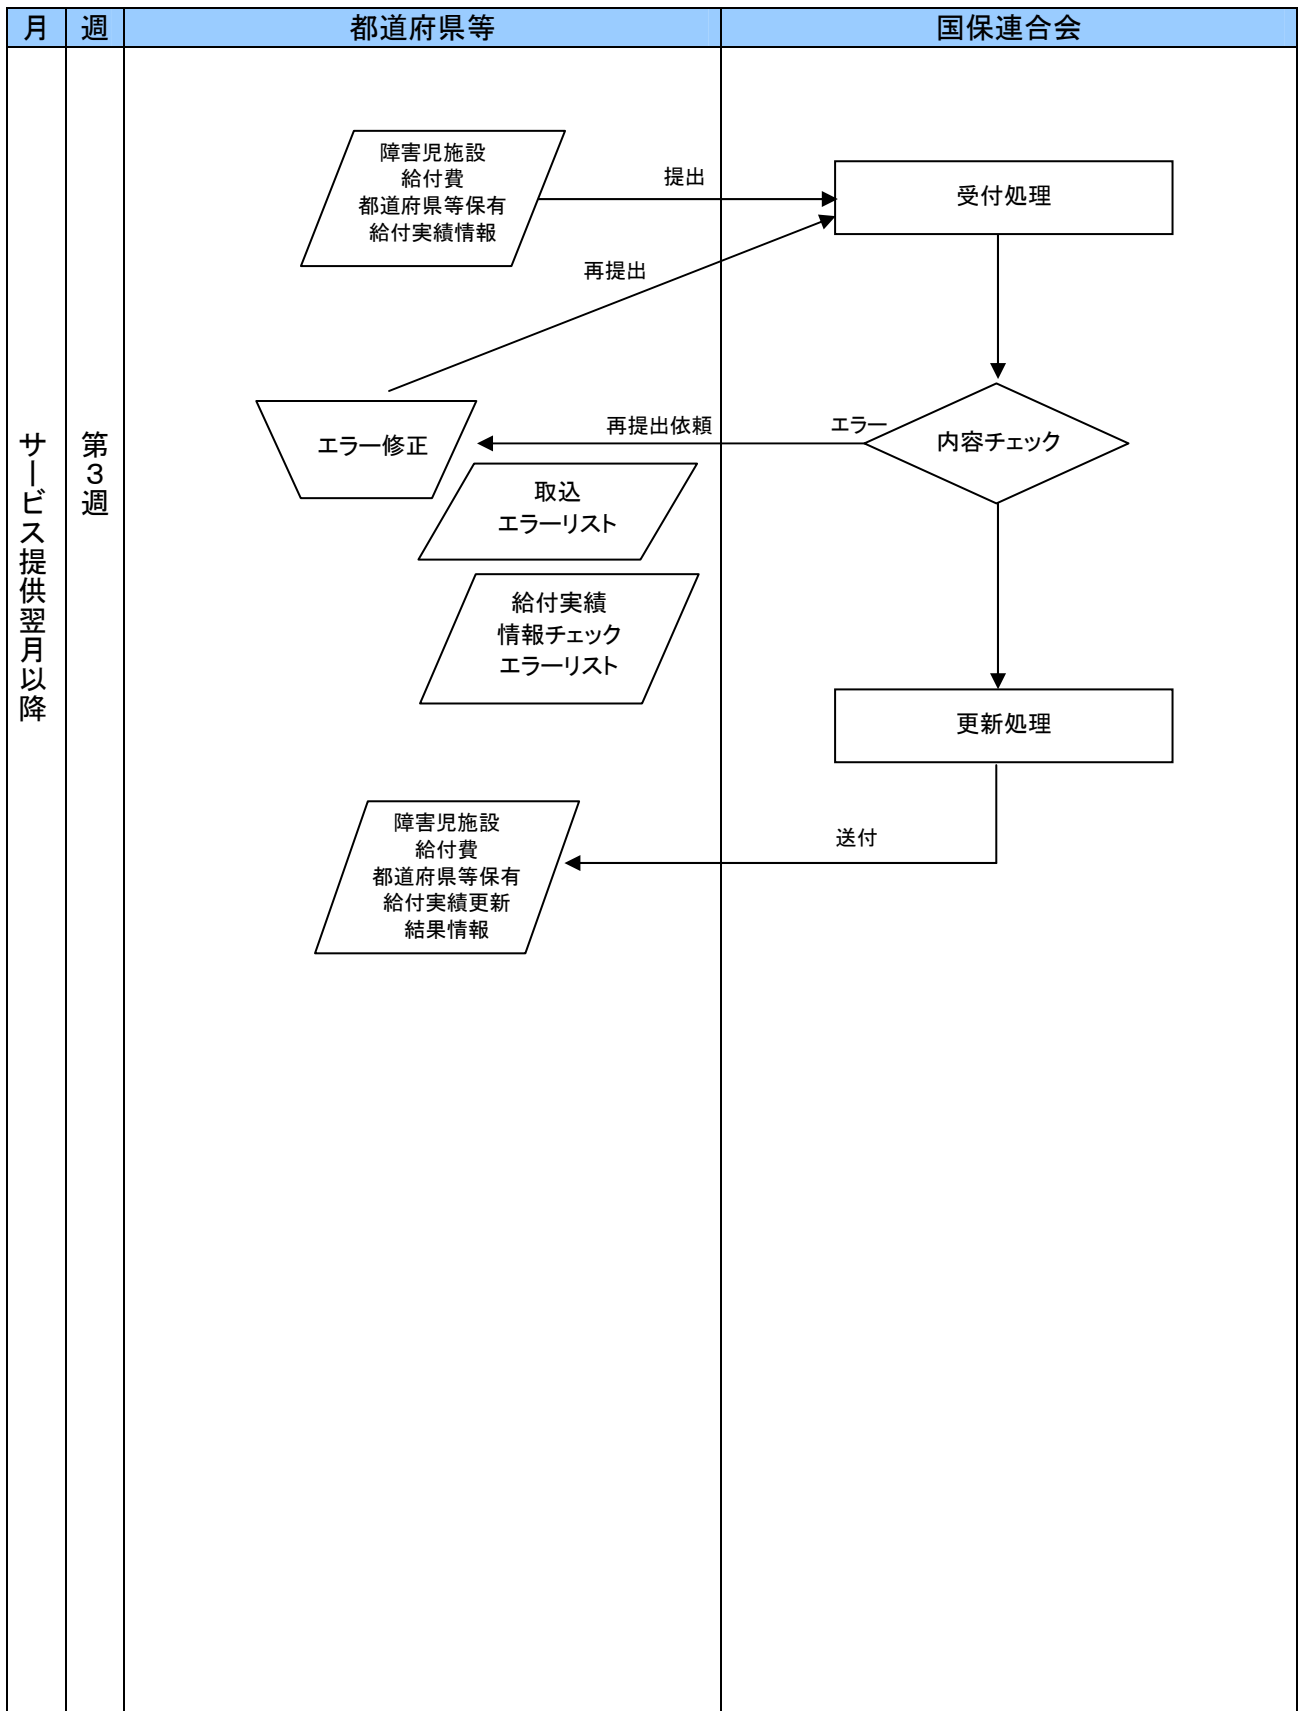 月
週
都道府県等
国保連合会
サービス提供翌月以降
第3週
障害児施設
給付費
都道府県等保有
給付実績情報
提出
受付処理
再提出
エラー修正
再提出依頼
エラー
内容チェック
取込
エラーリスト
給付実績
情報チェック
エラーリスト
更新処理
障害児施設
給付費
都道府県等保有
給付実績更新
結果情報
送付